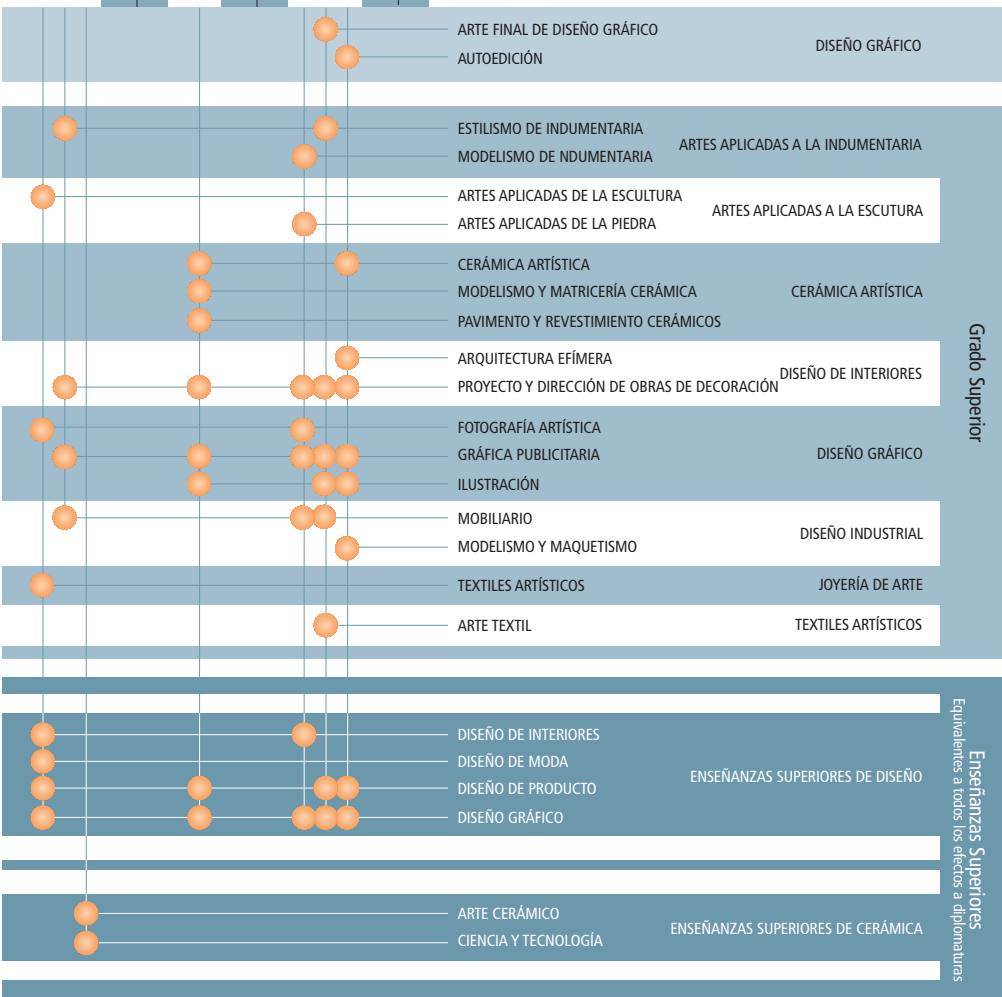 ARTE FINAL DE DISEÑO GRÁFICO
AUTOEDICIÓN
DISEÑO GRÁFICO
ESTILISMO DE INDUMENTARIA
MODELISMO DE NDUMENTARIA
ARTES APLICADAS A LA INDUMENTARIA
ARTES APLICADAS DE LA ESCULTURA
ARTES APLICADAS DE LA PIEDRA
ARTES APLICADAS A LA ESCUTURA
CERÁMICA ARTÍSTICA
MODELISMO Y MATRICERÍA CERÁMICA
PAVIMENTO Y REVESTIMIENTO CERÁMICOS
CERÁMICA ARTÍSTICA
ARQUITECTURA EFÍMERA
PROYECTO Y DIRECCIÓN DE OBRAS DE DECORACIÓN
DISEÑO DE INTERIORES
FOTOGRAFÍA ARTÍSTICA
GRÁFICA PUBLICITARIA
ILUSTRACIÓN
DISEÑO GRÁFICO
MOBILIARIO
MODELISMO Y MAQUETISMO
DISEÑO INDUSTRIAL
TEXTILES ARTÍSTICOS
JOYERÍA DE ARTE
ARTE TEXTIL
TEXTILES ARTÍSTICOS
Grado Superior
DISEÑO DE INTERIORES
DISEÑO DE MODA
DISEÑO DE PRODUCTO
DISEÑO GRÁFICO
ENSEÑANZAS SUPERIORES DE DISEÑO
ARTE CERÁMICO
CIENCIA Y TECNOLOGÍA
ENSEÑANZAS SUPERIORES DE CERÁMICA
Enseñanzas Superiores
Equivalentes a todos los efectos a diplomaturas